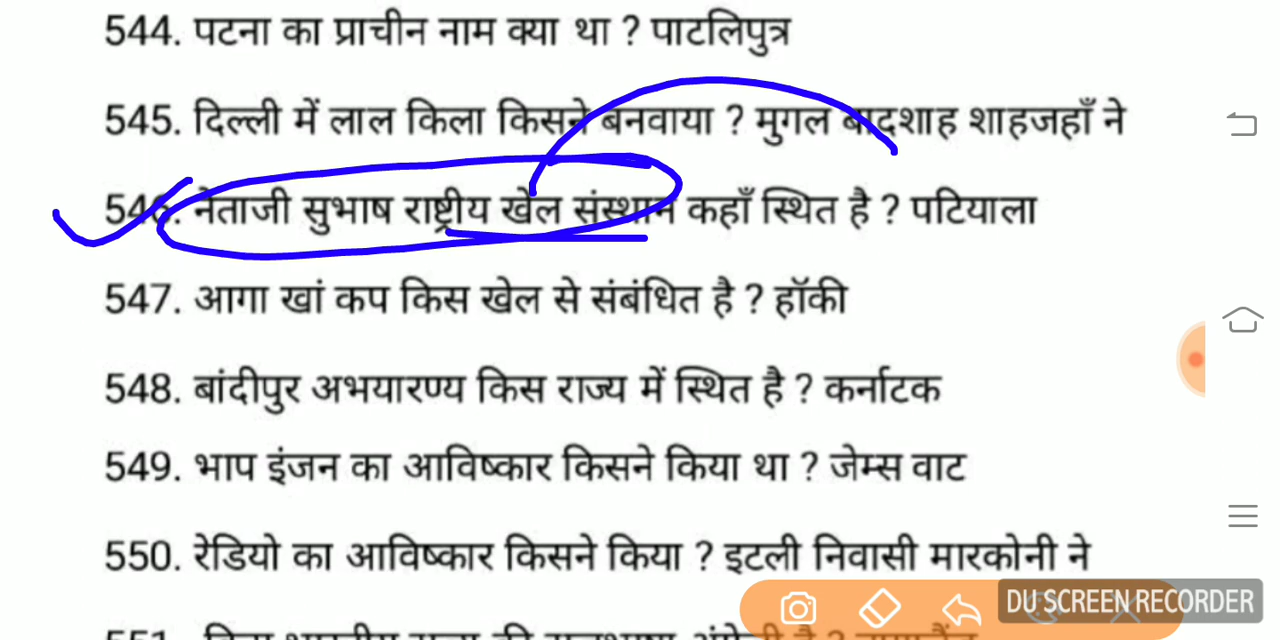 544. पटना का प्राचीन नाम क्या था ? पाटलिपुत्र
545. दिल्ली में लाल किला किसने बनवाया ? मुगल बादशाह शाहजहाँ ने
546. नेताजी सुभाष राष्ट्रीय खेल संस्थान कहाँ स्थित है ? पटियाला
547. आगा खां कप किस खेल से संबंधित है ? हॉकी
548. बांदीपुर अभयारण्य किस राज्य में स्थित है ? कर्नाटक
549. भाप इंजन का आविष्कार किसने किया था ? जेम्स वाट
550. रेडियो का आविष्कार किसने किया ? इटली निवासी मारकोनी ने
DU SCREEN RECORDER